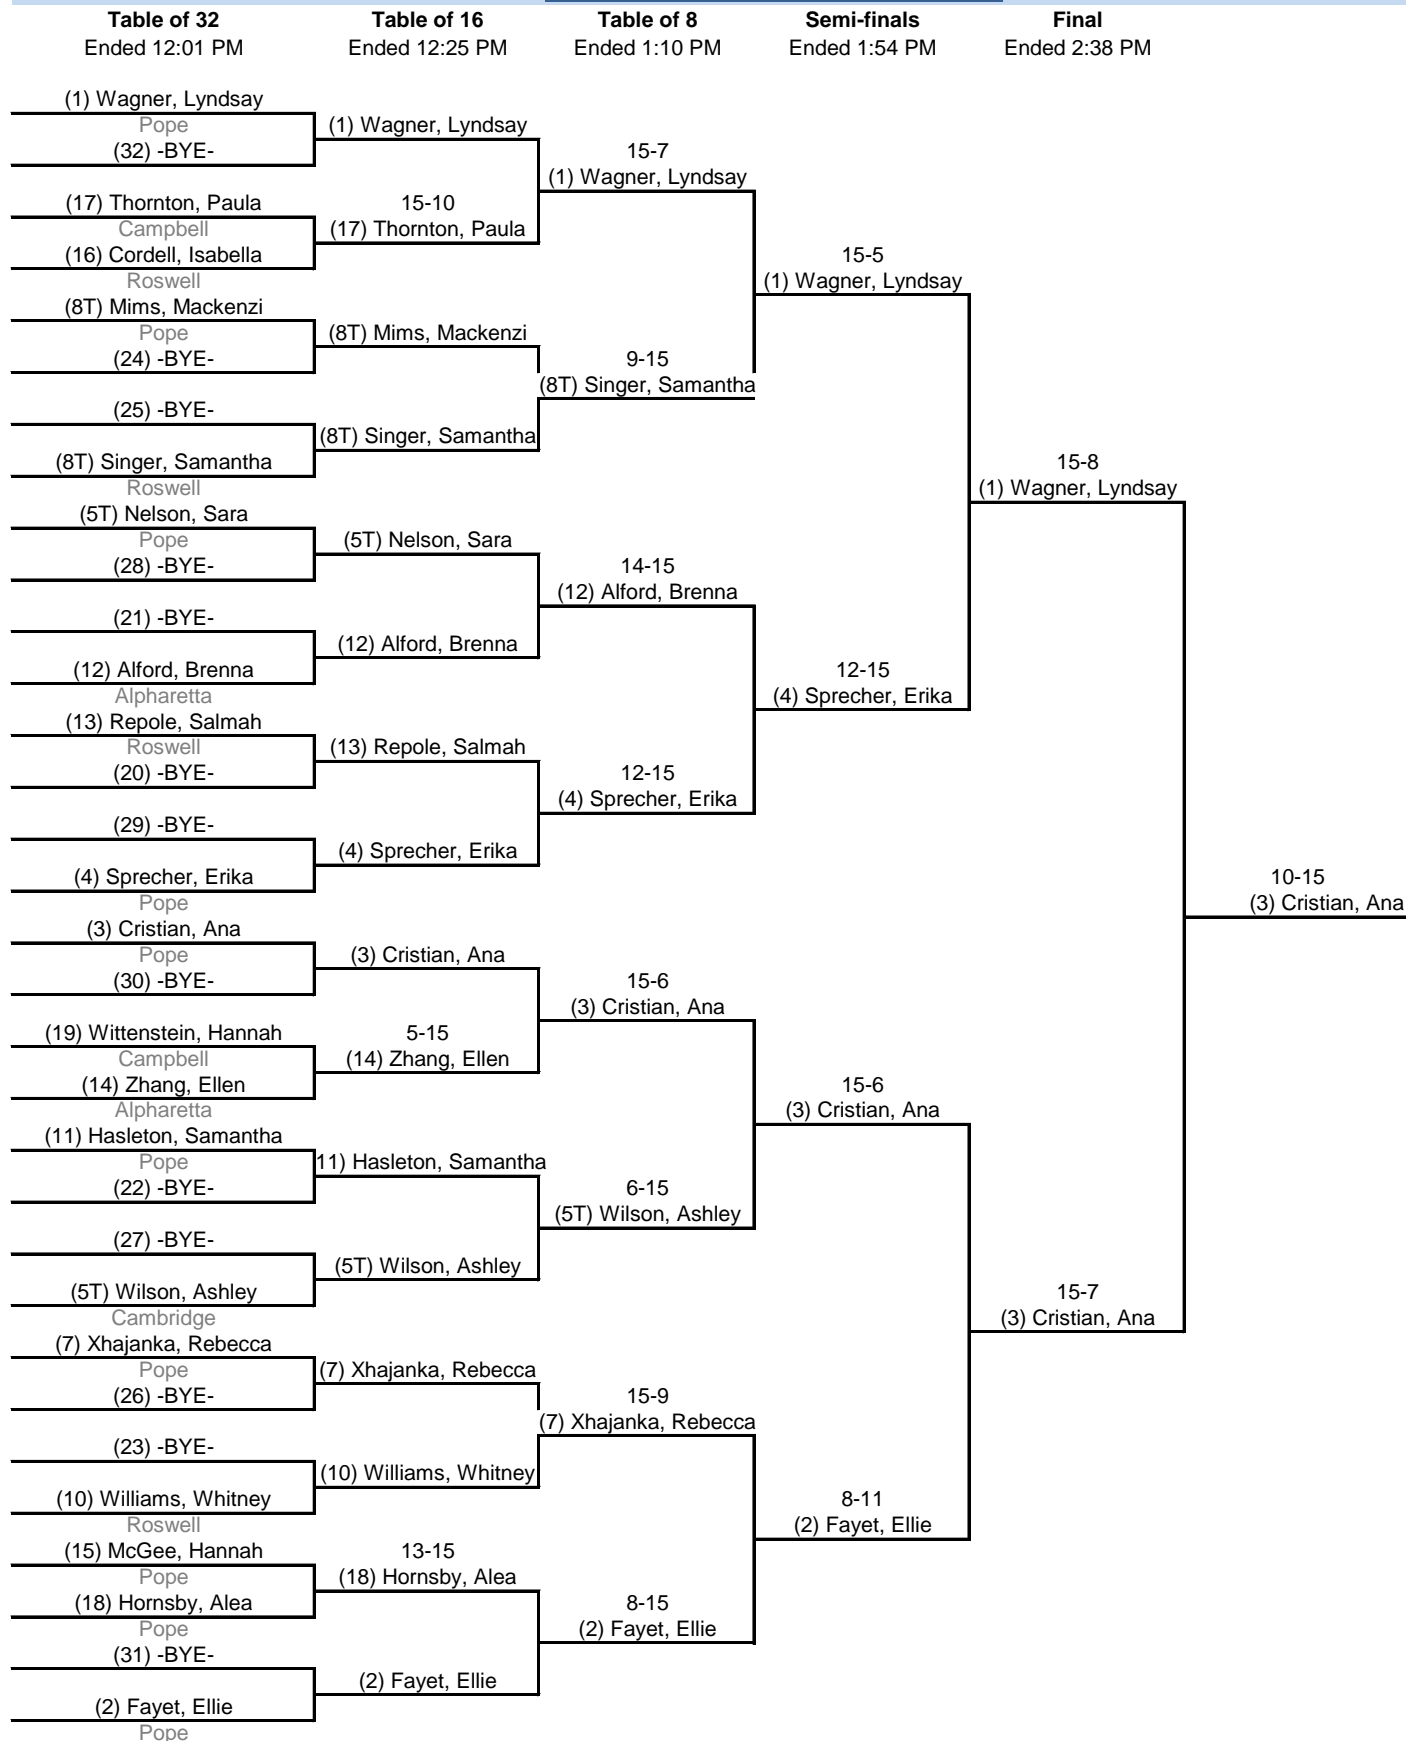 Table of 32
Ended 12:01 PM
Table of 16
Ended 12:25 PM
Table of 8
Ended 1:10 PM
Semi-finals
Ended 1:54 PM
Final
Ended 2:38 PM
(1) Wagner, Lyndsay
Pope
(32) -BYE-
(17) Thornton, Paula
Campbell
(16) Cordell, Isabella
Roswell
(8T) Mims, Mackenzi
Pope
(24) -BYE-
(25) -BYE-
(8T) Singer, Samantha
Roswell
(5T) Nelson, Sara
Pope
(28) -BYE-
(21) -BYE-
(12) Alford, Brenna
Alpharetta
(13) Repole, Salmah
Roswell
(20) -BYE-
(29) -BYE-
(4) Sprecher, Erika
Pope
(3) Cristian, Ana
Pope
(30) -BYE-
(19) Wittenstein, Hannah
Campbell
(14) Zhang, Ellen
Alpharetta
(11) Hasleton, Samantha
Pope
(22) -BYE-
(27) -BYE-
(5T) Wilson, Ashley
Cambridge
(7) Xhajanka, Rebecca
Pope
(26) -BYE-
(23) -BYE-
(10) Williams, Whitney
Roswell
(15) McGee, Hannah
Pope
(18) Hornsby, Alea
Pope
(31) -BYE-
(2) Fayet, Ellie
Pope
(1) Wagner, Lyndsay
15-10
(17) Thornton, Paula
(8T) Mims, Mackenzi
(8T) Singer, Samantha
(5T) Nelson, Sara
(12) Alford, Brenna
(13) Repole, Salmah
(4) Sprecher, Erika
(3) Cristian, Ana
5-15
(14) Zhang, Ellen
11) Hasleton, Samantha
(5T) Wilson, Ashley
(7) Xhajanka, Rebecca
(10) Williams, Whitney
13-15
(18) Hornsby, Alea
(2) Fayet, Ellie
15-7
(1) Wagner, Lyndsay
9-15
(8T) Singer, Samantha
14-15
(12) Alford, Brenna
12-15
(4) Sprecher, Erika
15-6
(3) Cristian, Ana
6-15
(5T) Wilson, Ashley
15-9
(7) Xhajanka, Rebecca
8-15
(2) Fayet, Ellie
15-5
(1) Wagner, Lyndsay
12-15
(4) Sprecher, Erika
15-6
(3) Cristian, Ana
8-11
(2) Fayet, Ellie
15-8
(1) Wagner, Lyndsay
15-7
(3) Cristian, Ana
10-15
(3) Cristian, Ana